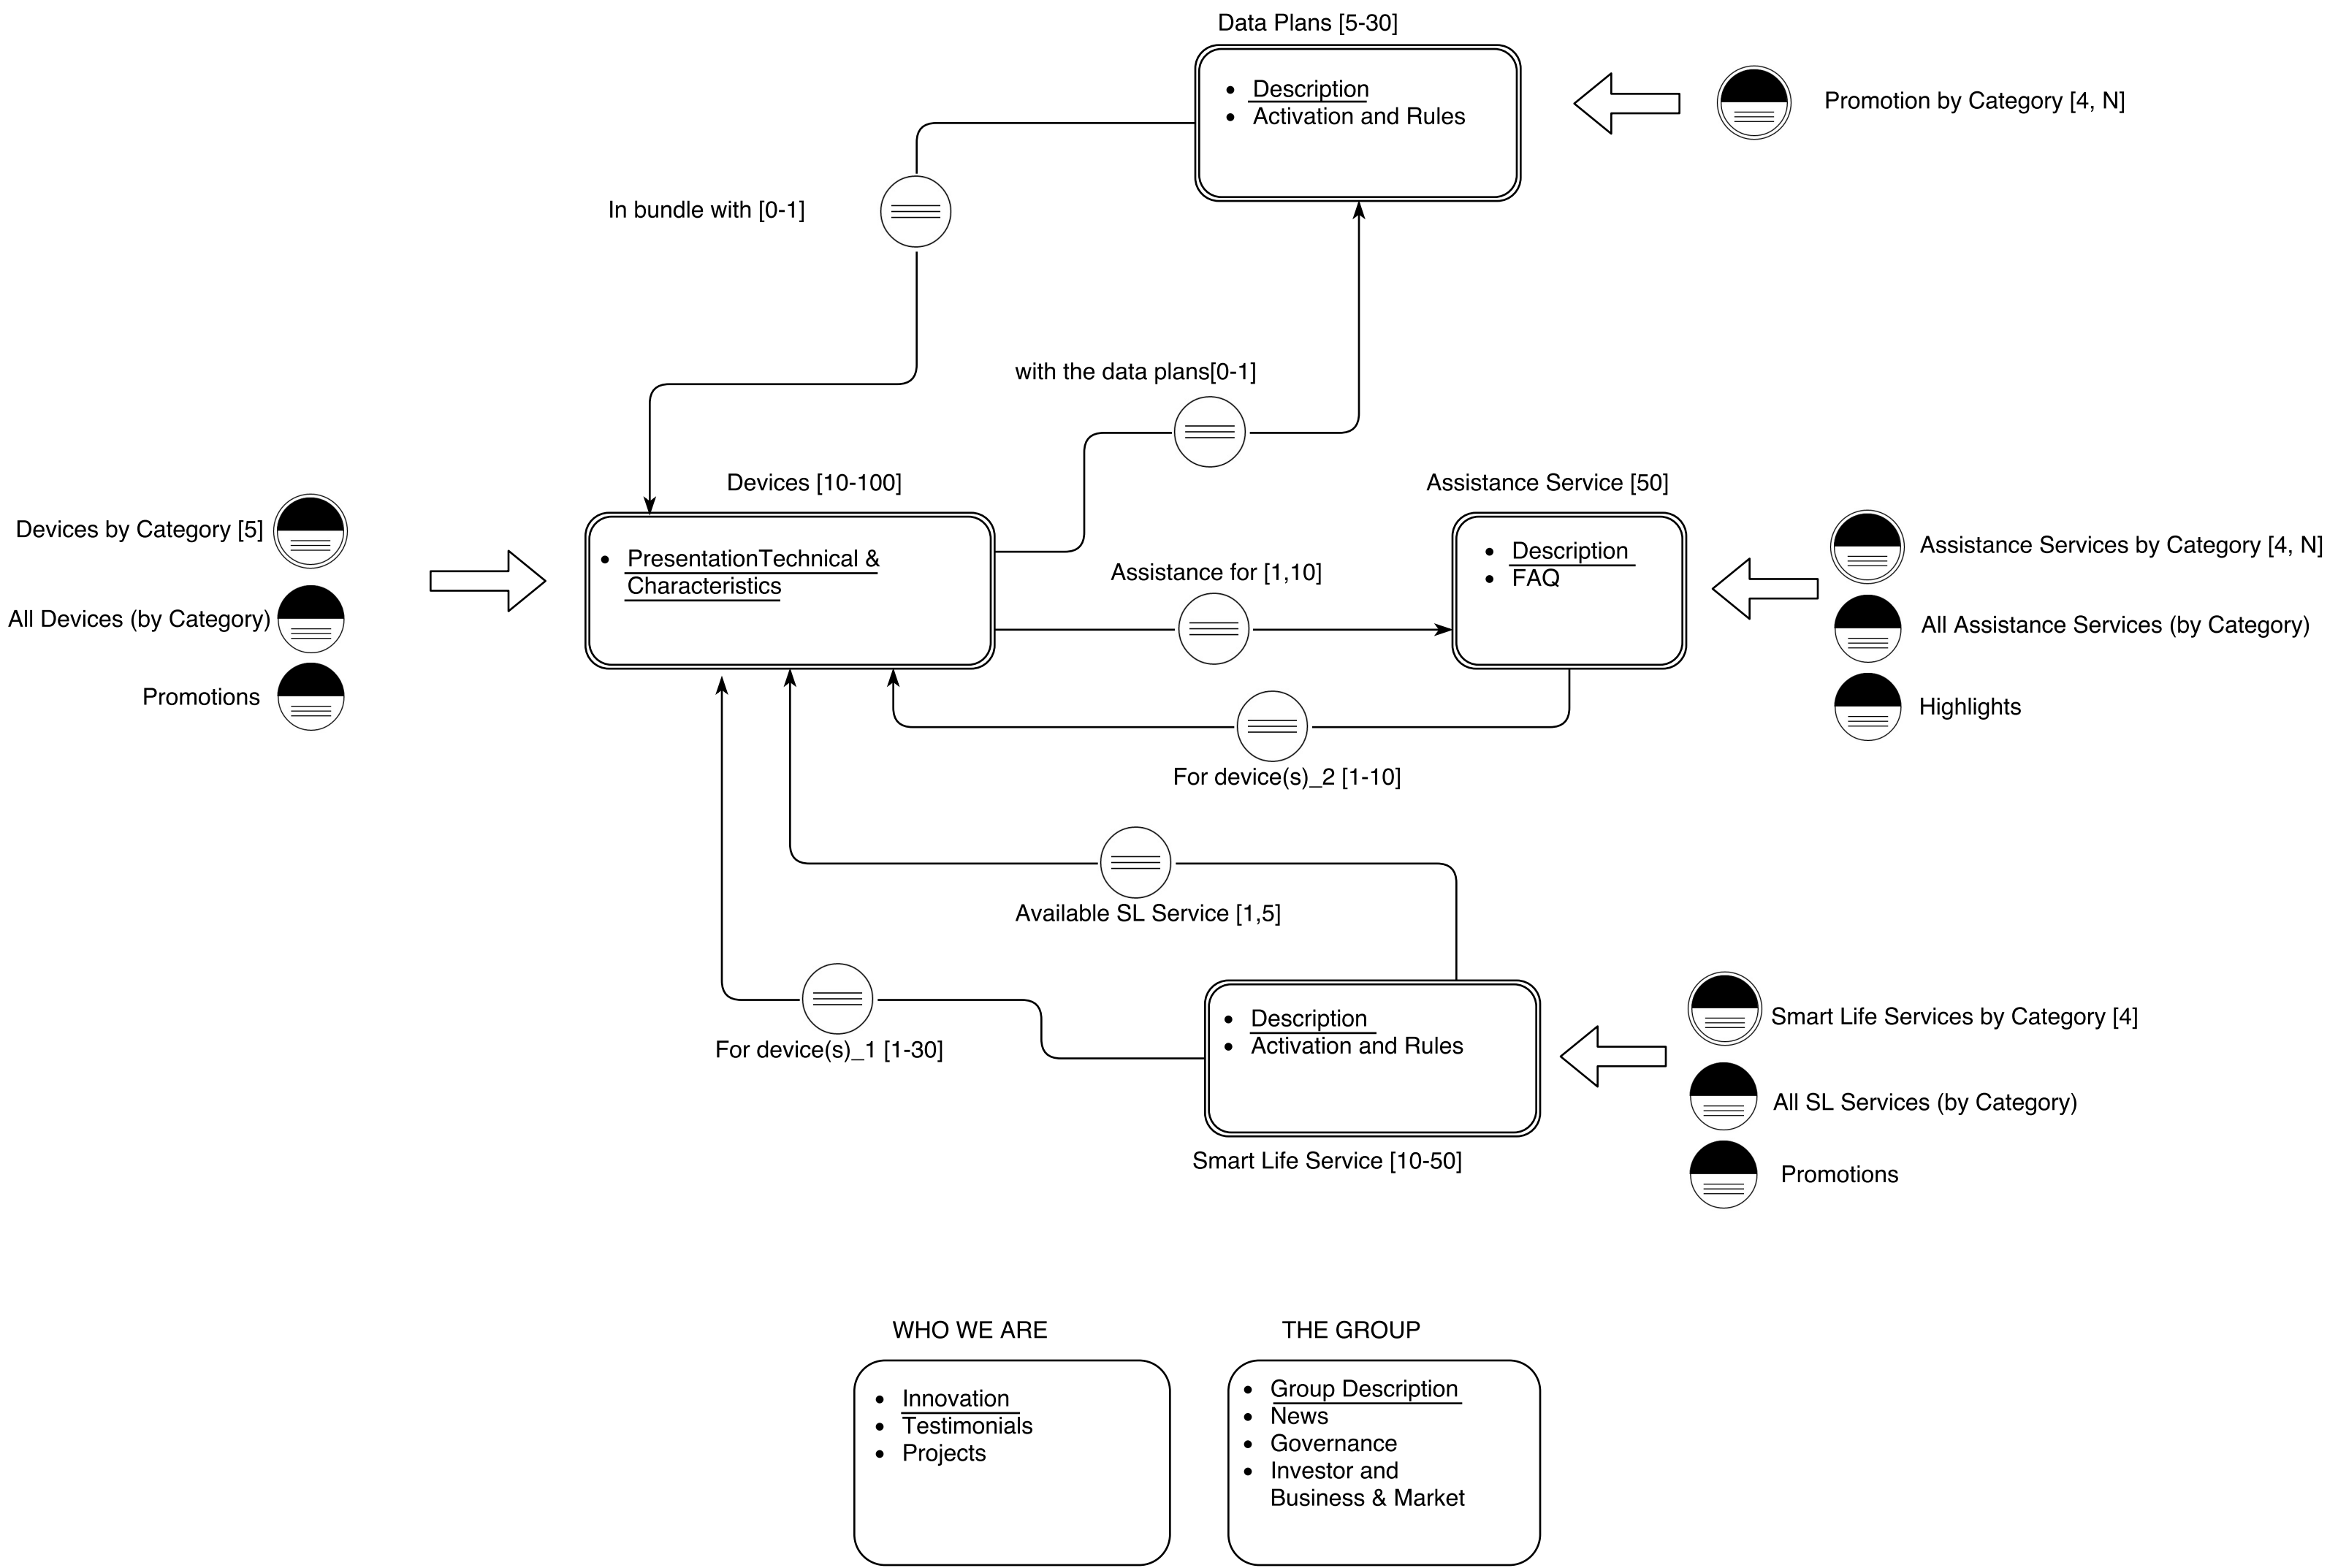 Data Plans [5-30]
Description
Activation and Rules
Promotion by Category [4, N]
In bundle with [0-1]
with the data plans[0-1]
Devices [10-100]
PresentationTechnical &
Characteristics
Devices by Category [5]
All Devices (by Category)
Promotions
Assistance for [1,10]
Assistance Service [50]
Description
FAQ
Assistance Services by Category [4, N]
All Assistance Services (by Category)
Highlights
For device(s)_2 [1-10]
Available SL Service [1,5]
For device(s)_1 [1-30]
Description
Activation and Rules
Smart Life Service [10-50]
Smart Life Services by Category [4]
All SL Services (by Category)
Promotions
WHO WE ARE
Innovation
Testimonials
Projects
THE GROUP
Group Description
News
Governance
Investor and
Business & Market